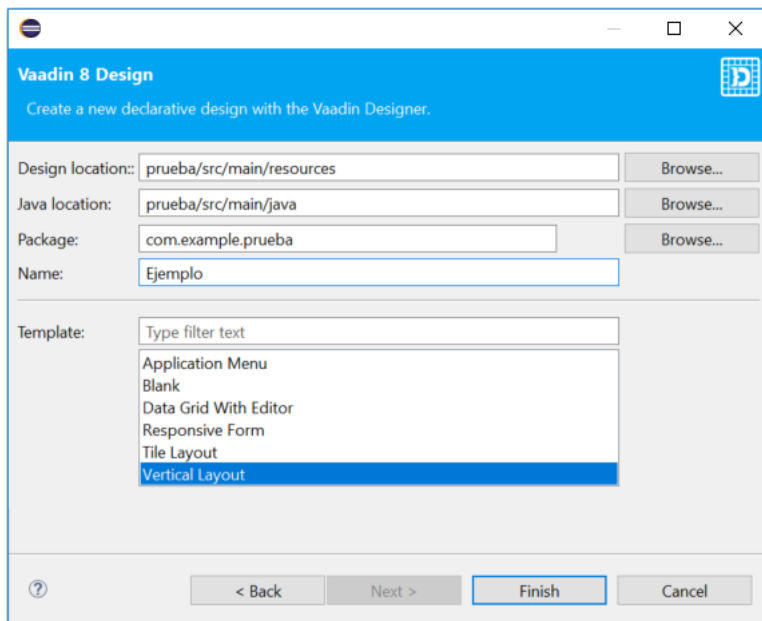 Vaadin 8 Design
Create a new declarative design with the Vaadin Designer.
Design location:: prueba/src/main/resources Browse...
Java location: prueba/src/main/java Browse...
Package: com.example.prueba Browse...
Name: Ejemplo
Template: Type filter text
Application Menu
Blank
Data Grid With Editor
Responsive Form
Tile Layout
Vertical Layout
? < Back Next > Finish Cancel